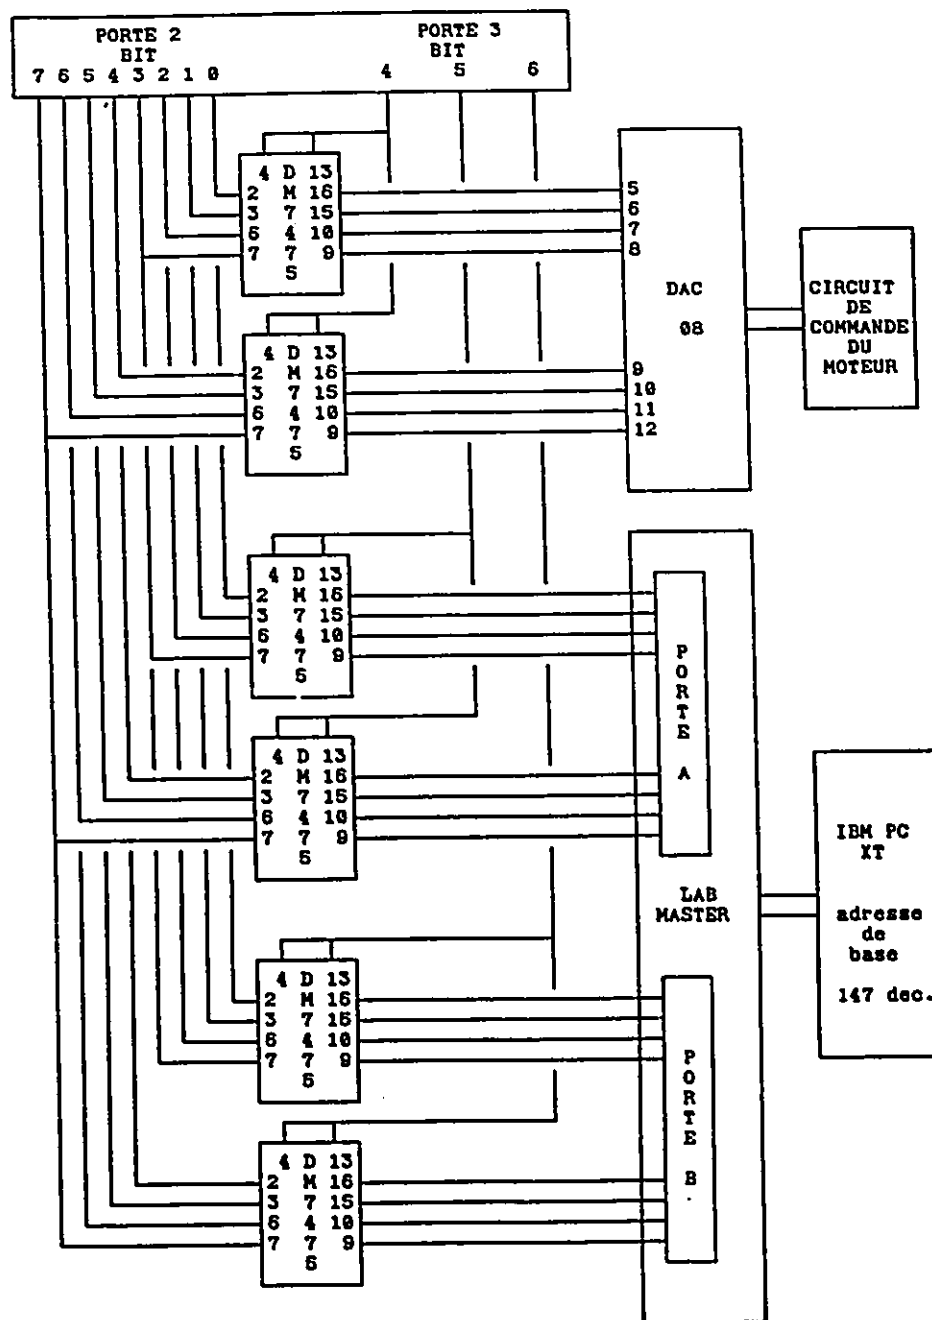 PORTE 2
BIT
7 6 5 4 3 2 1 0
PORTE 3
BIT
4 5 6
4 D 13
2 M 16
3 7 15
6 4 10
7 7 9
5
5
6
7
8
DAC
08
CIRCUIT
DE
COMMANDE
DU
MOTEUR
4 D 13
2 M 16
3 7 15
6 4 10
7 7 9
5
9
10
11
12
4 D 13
2 M 16
3 7 15
6 4 10
7 7 9
5
PORTE A
4 D 13
2 M 16
3 7 15
6 4 10
7 7 9
5
LAB
MASTER
IBM PC
XT
adresse
de
base
147 dec.
4 D 13
2 M 16
3 7 15
6 4 10
7 7 9
5
PORTE B
4 D 13
2 M 16
3 7 15
6 4 10
7 7 9
5